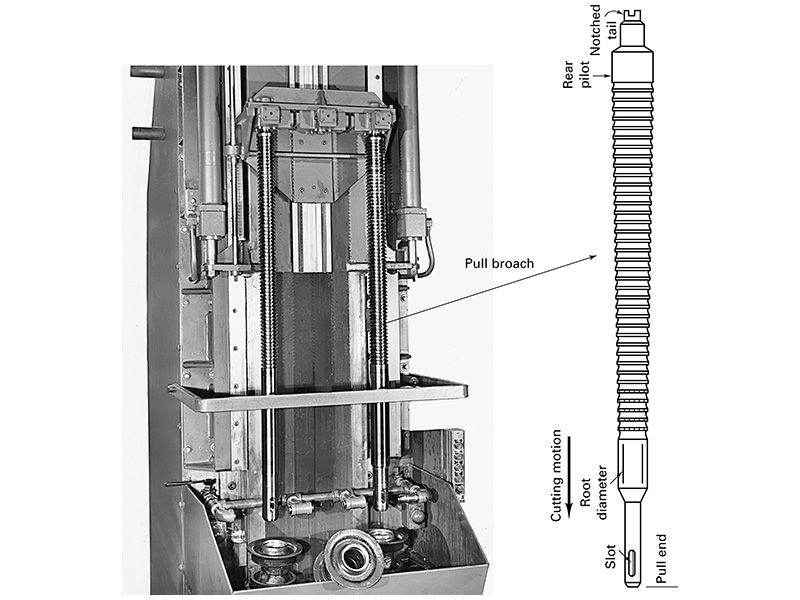 Notched
tail
Rear
pilot
Pull broach
Cutting motion
Root
diameter
Slot
Pull end